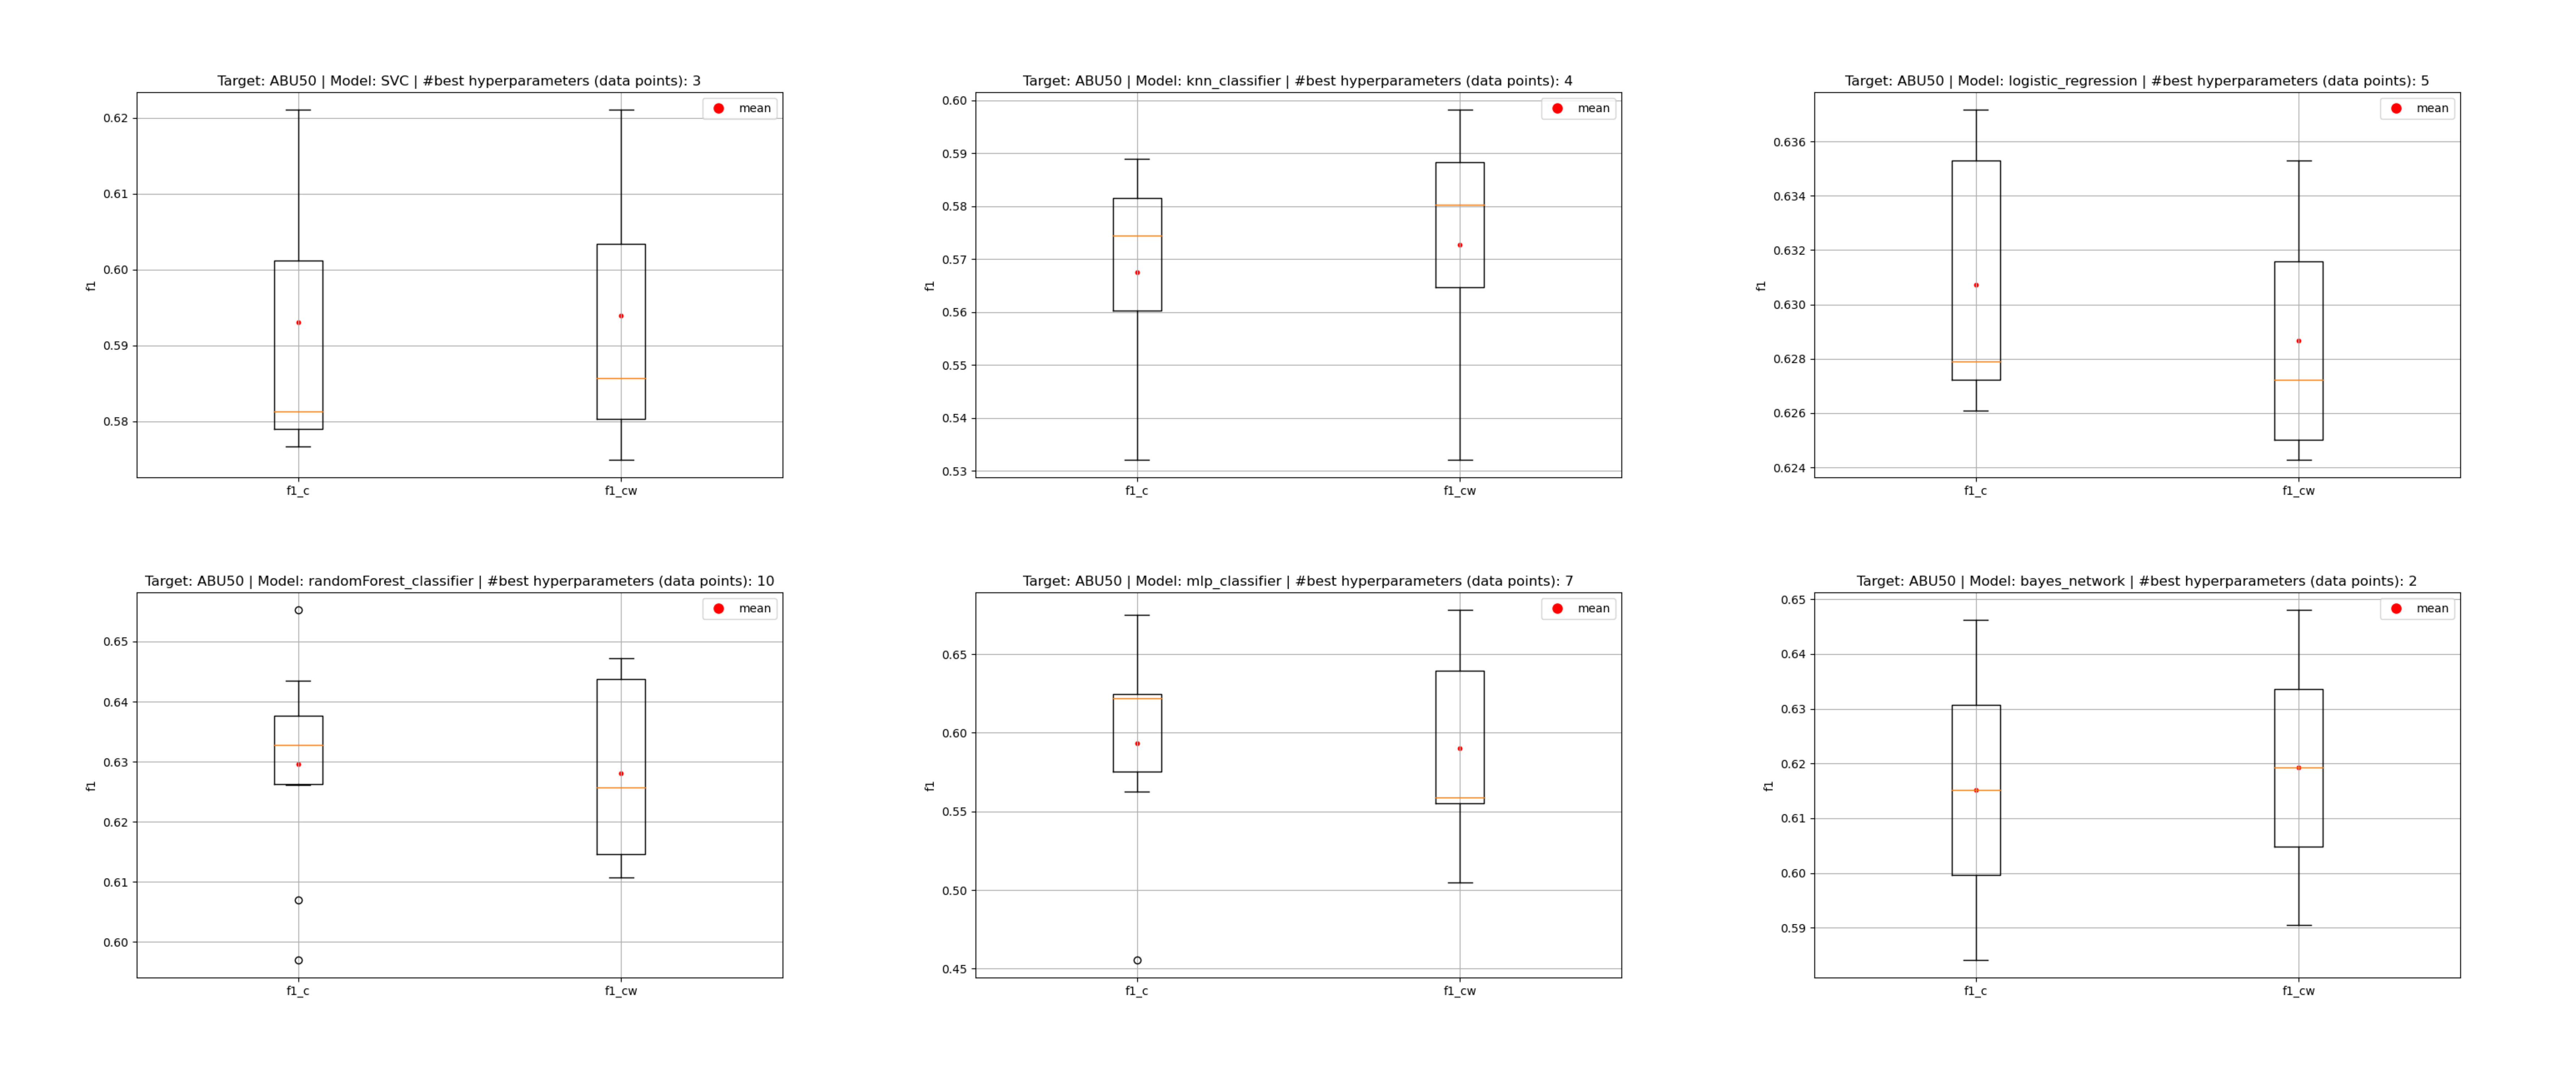 Target: ABU50 | Model: SVC | #best hyperparameters (data points): 3
mean
0.62
0.61
0.60
0.59
0.58
f1
f1_c
f1_cw
Target: ABU50 | Model: knn_classifier | #best hyperparameters (data points): 4
mean
0.60
0.59
0.58
0.57
0.56
0.55
0.54
0.53
f1
f1_c
f1_cw
Target: ABU50 | Model: logistic_regression | #best hyperparameters (data points): 5
mean
0.636
0.634
0.632
0.630
0.628
0.626
0.624
f1
f1_c
f1_cw
Target: ABU50 | Model: randomForest_classifier | #best hyperparameters (data points): 10
mean
0.65
0.64
0.63
0.62
0.61
0.60
f1
f1_c
f1_cw
Target: ABU50 | Model: mlp_classifier | #best hyperparameters (data points): 7
mean
0.65
0.60
0.55
0.50
0.45
f1
f1_c
f1_cw
Target: ABU50 | Model: bayes_network | #best hyperparameters (data points): 2
mean
0.65
0.64
0.63
0.62
0.61
0.60
0.59
f1
f1_c
f1_cw